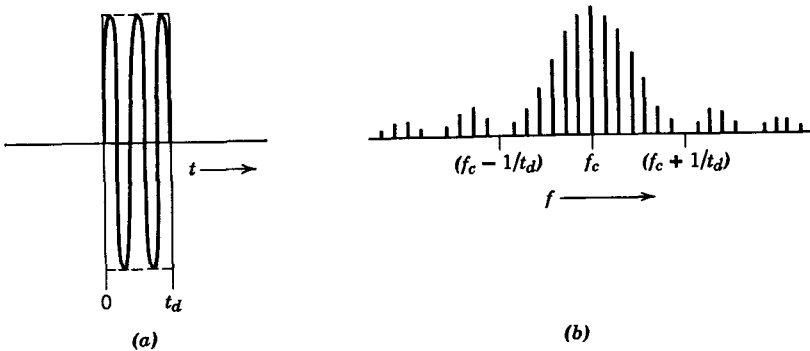 t
0
t_d
(a)
(f_c − 1/t_d)
f_c
(f_c + 1/t_d)
f
(b)